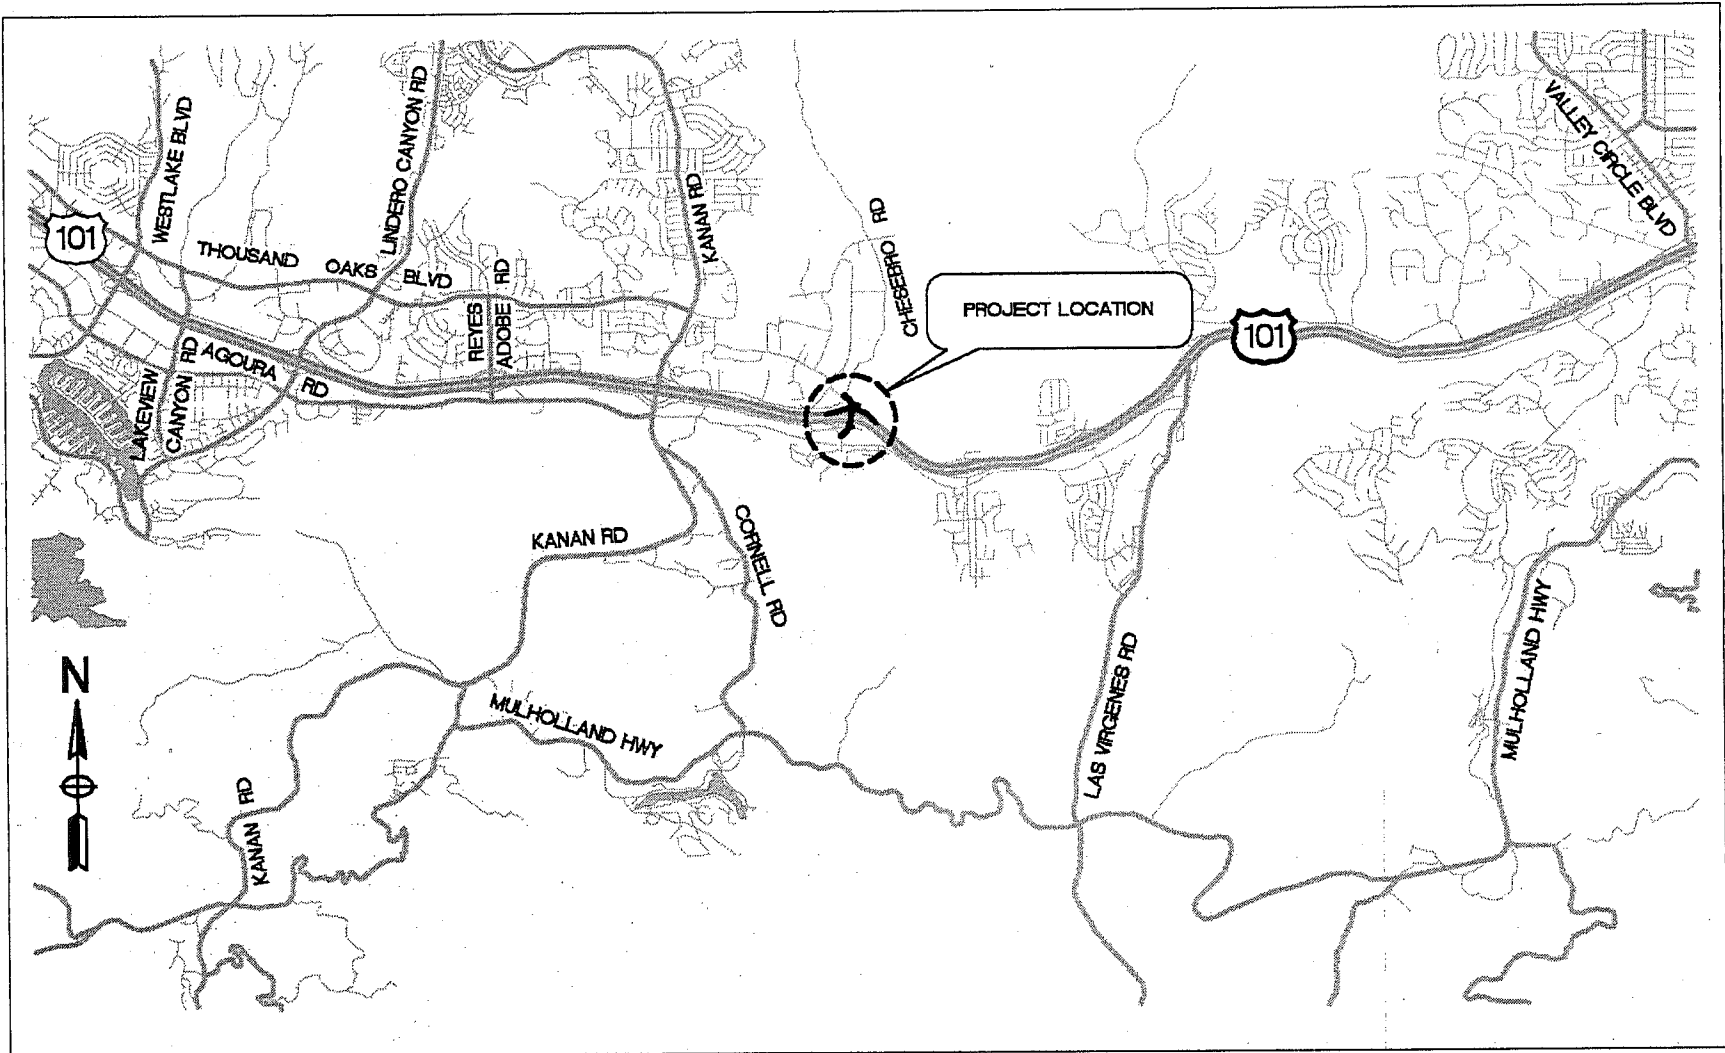 WESTLAKE BLVD
LINDERO CANYON RD
VALLEY CIRCLE BLVD
KANAN RD
CHESEBRO RD
101
THOUSAND OAKS BLVD
REYES
ADOBE RD
PROJECT LOCATION
101
AGOURA RD
LAKEVIEW
CANYON RD
KANAN RD
CORNELL RD
N
MULHOLLAND HWY
LAS VIRGENES RD
MULHOLLAND HWY
KANAN RD